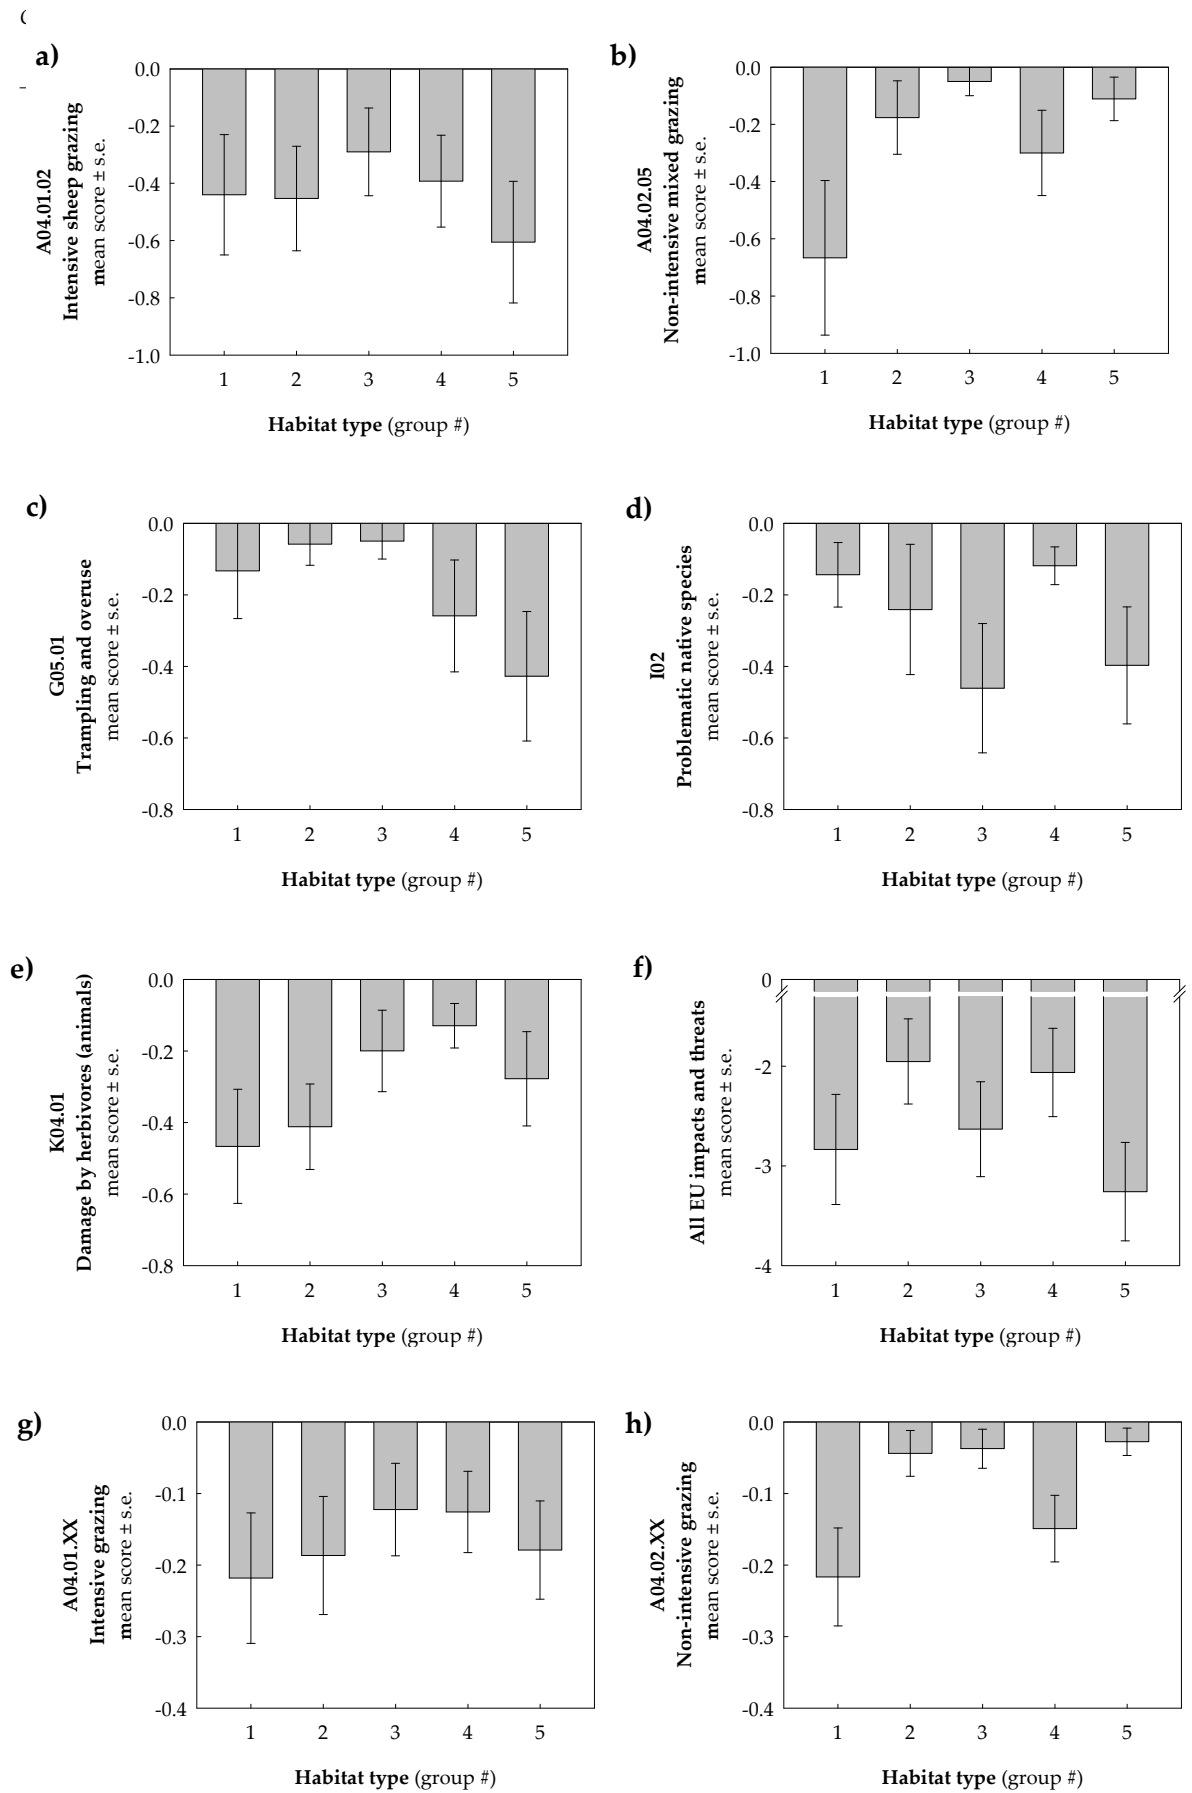 a)
A04.01.02
Intensive sheep grazing
mean score ± s.e.
0.0
-0.2
-0.4
-0.6
-0.8
-1.0
1 2 3 4 5
Habitat type (group #)
b)
A04.02.05
Non-intensive mixed grazing
mean score ± s.e.
0.0
-0.2
-0.4
-0.6
-0.8
-1.0
1 2 3 4 5
Habitat type (group #)
c)
G05.01
Trampling and overuse
mean score ± s.e.
0.0
-0.2
-0.4
-0.6
-0.8
1 2 3 4 5
Habitat type (group #)
d)
I02
Problematic native species
mean score ± s.e.
0.0
-0.2
-0.4
-0.6
-0.8
1 2 3 4 5
Habitat type (group #)
e)
K04.01
Damage by herbivores (animals)
mean score ± s.e.
0.0
-0.2
-0.4
-0.6
-0.8
1 2 3 4 5
Habitat type (group #)
f)
All EU impacts and threats
mean score ± s.e.
0
-2
-3
-4
1 2 3 4 5
Habitat type (group #)
g)
A04.01.XX
Intensive grazing
mean score ± s.e.
0.0
-0.1
-0.2
-0.3
-0.4
1 2 3 4 5
Habitat type (group #)
h)
A04.02.XX
Non-intensive grazing
mean score ± s.e.
0.0
-0.1
-0.2
-0.3
-0.4
1 2 3 4 5
Habitat type (group #)